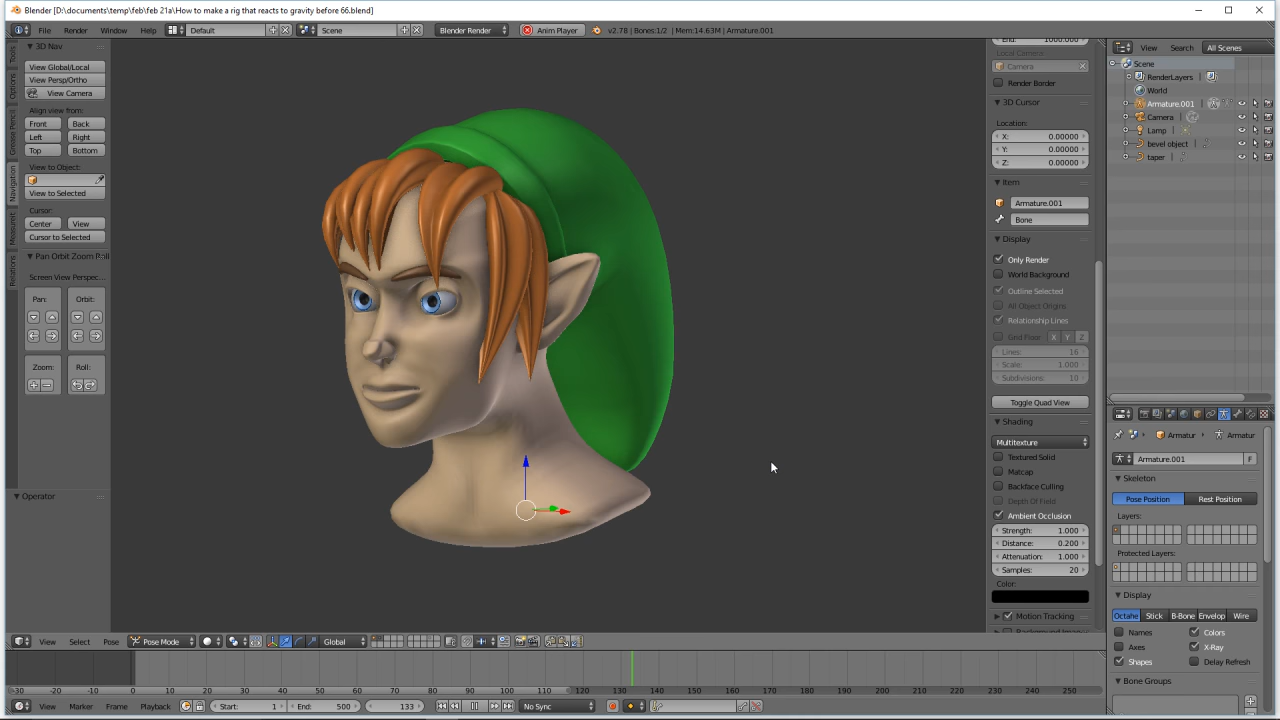 Blender [D:\documents\temp\feb\feb 21a\How to make a rig that reacts to gravity before 66.blend]
File Render Window Help Default Scene Blender Render Anim Player v2.78 | Bones:1/2 | Mem:14.63M | Armature.001
View Search All Scenes
Tools
Options
Grease Pencil
Navigation
Relations
3D Nav
View Global/Local
View Persp/Ortho
View Camera
Align view from:
Front Back
Left Right
Top Bottom
View to Object:
View to Selected
Cursor:
Center View
Cursor to Selected
Pan Orbit Zoom
Screen View Perspec...
Pan: Orbit:
Zoom: Roll:
Operator
End: 1000.000
Local Camera:
Camera
Render Border
3D Cursor
Location:
X: 0.00000
Y: 0.00000
Z: 0.00000
Item
Armature.001
Bone
Display
Only Render
World Background
Outline Selected
All Object Origins
Relationship Lines
Grid Floor X Y Z
Lines: 16
Scale: 1.000
Subdivisions: 10
Toggle Quad View
Shading
Multitexture
Textured Solid
Matcap
Backface Culling
Depth Of Field
Ambient Occlusion
Strength: 1.000
Distance: 0.200
Attenuation: 1.000
Samples: 20
Color:
Motion Tracking
Scene
RenderLayers
World
Armature.001
Camera
Lamp
bevel object
taper
Armatur Armatur
Armature.001 F
Skeleton
Pose Position Rest Position
Layers:
Protected Layers:
Display
Octahe Stick B-Bone Envelop Wire
Names Colors
Axes X-Ray
Shapes Delay Refresh
Bone Groups
View Select Pose Pose Mode Global
-30 -20 -10 0 10 20 30 40 50 60 70 80 90 100 110 120 130 140 150 160 170 180 190 200 210 220 230 240 250
View Marker Frame Playback Start: 1 End: 500 133 No Sync